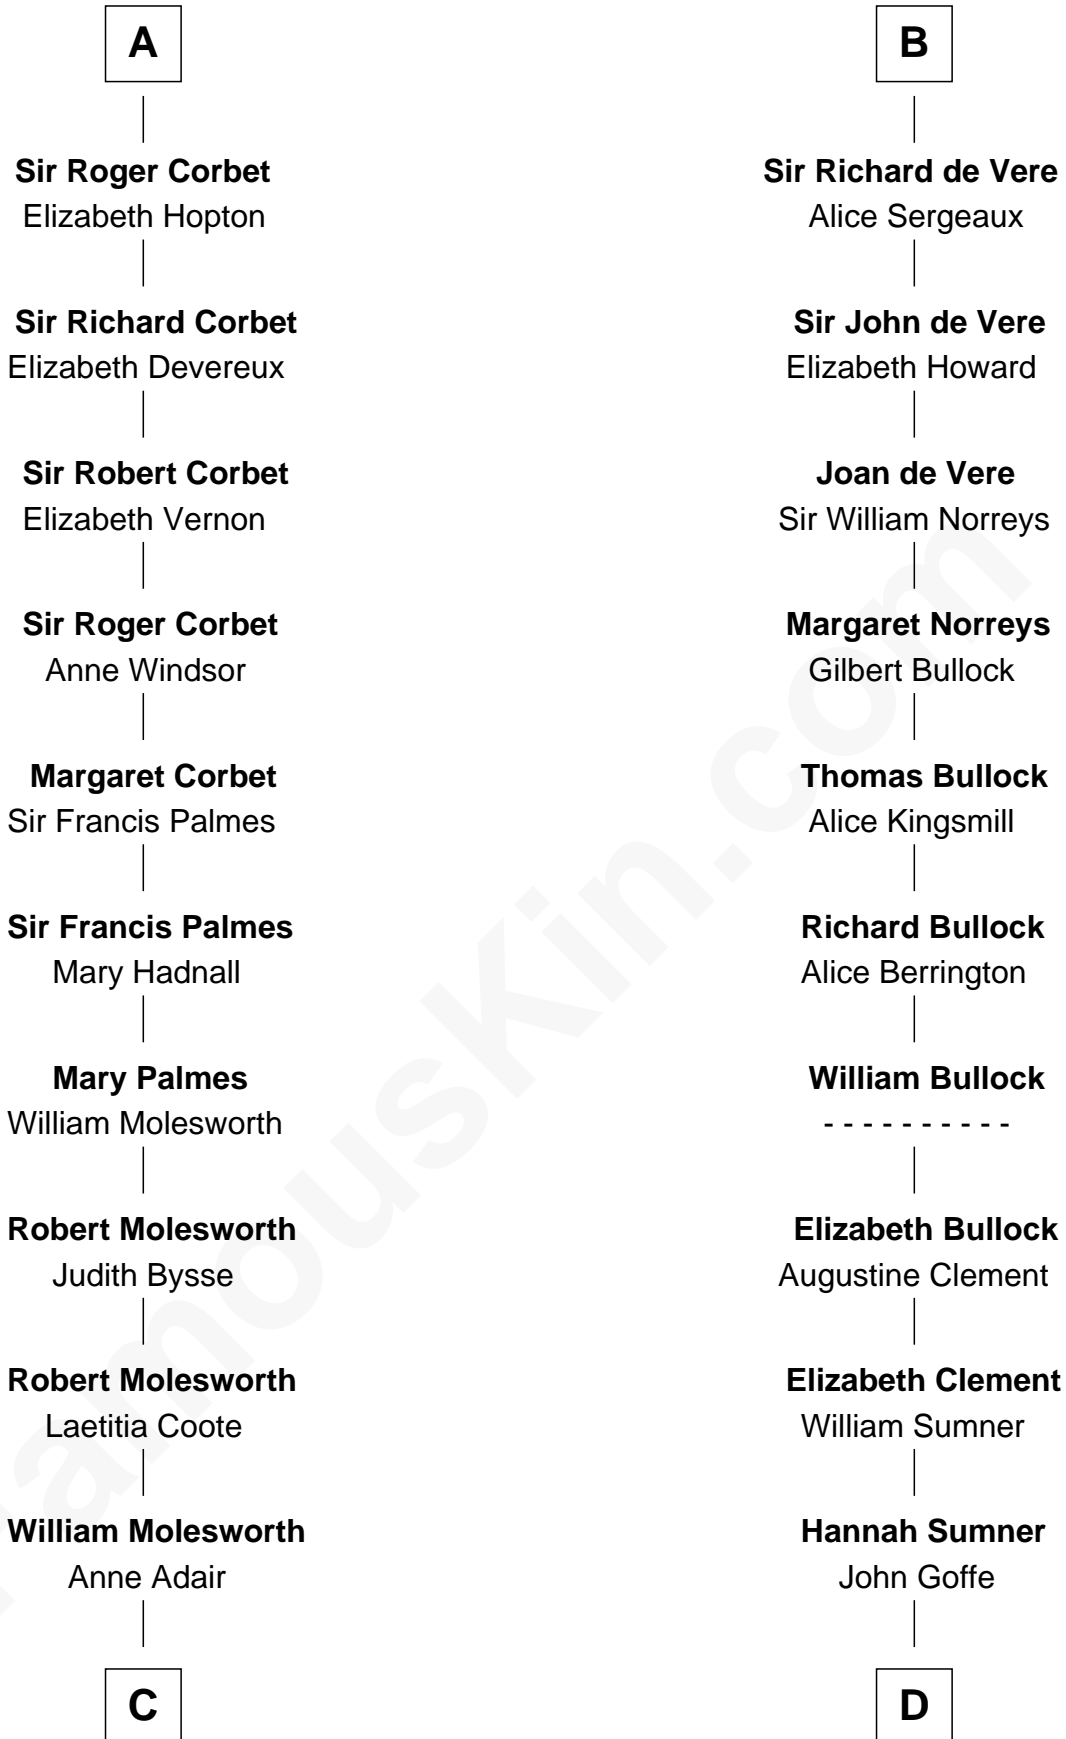 A
Sir Roger Corbet
Elizabeth Hopton
Sir Richard Corbet
Elizabeth Devereux
Sir Robert Corbet
Elizabeth Vernon
Sir Roger Corbet
Anne Windsor
Margaret Corbet
Sir Francis Palmes
Sir Francis Palmes
Mary Hadnall
Mary Palmes
William Molesworth
Robert Molesworth
Judith Bysse
Robert Molesworth
Laetitia Coote
William Molesworth
Anne Adair
C
B
Sir Richard de Vere
Alice Sergeaux
Sir John de Vere
Elizabeth Howard
Joan de Vere
Sir William Norreys
Margaret Norreys
Gilbert Bullock
Thomas Bullock
Alice Kingsmill
Richard Bullock
Alice Berrington
William Bullock
- - - - - - - - - -
Elizabeth Bullock
Augustine Clement
Elizabeth Clement
William Sumner
Hannah Sumner
John Goffe
D
FamousKin.com